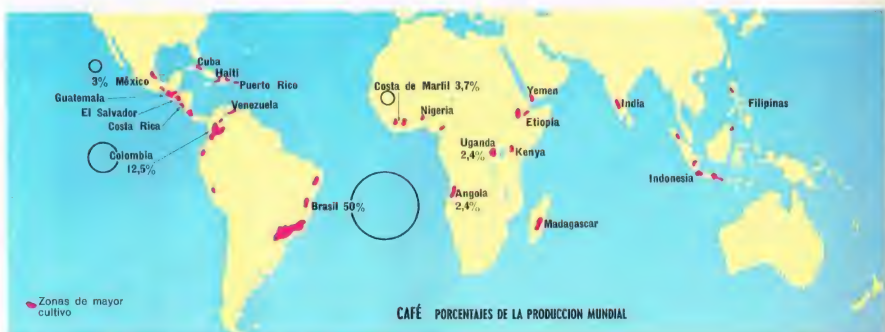 Cuba
Haití
Puerto Rico
3% México
Guatemala
El Salvador
Costa Rica
Venezuela
Colombia
12,5%
Brasil 50%
Costa de Marfil 3,7%
Nigeria
Yemen
Etiopía
Uganda
2,4%
Kenya
Angola
2,4%
Madagascar
India
Filipinas
Indonesia
Zonas de mayor
cultivo
CAFÉ PORCENTAJES DE LA PRODUCCION MUNDIAL